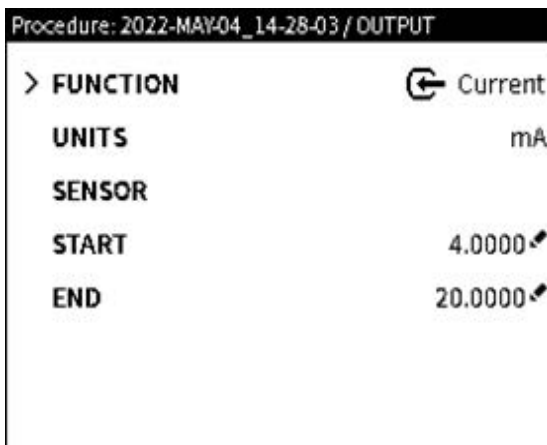 Procedure: 2022-MAY-04_14-28-03 / OUTPUT
> FUNCTION Current
UNITS mA
SENSOR
START 4.0000
END 20.0000